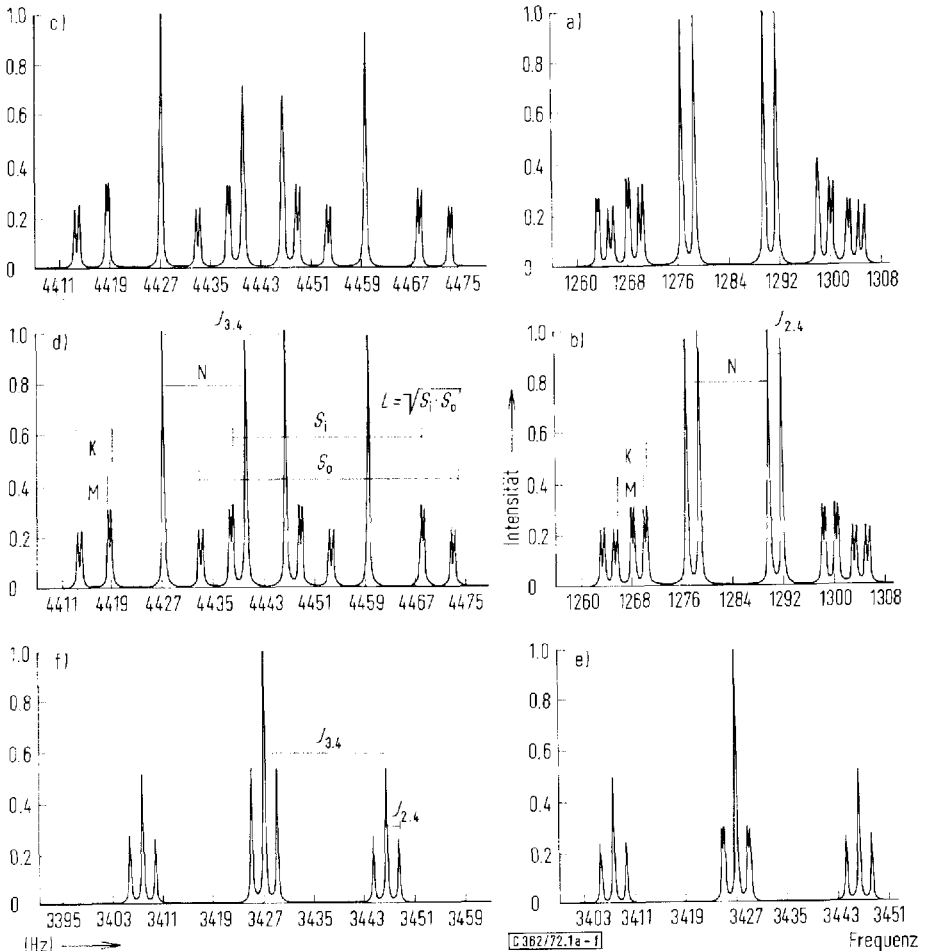 c)
1.0
0.8
0.6
0.4
0.2
0
4411 4419 4427 4435 4443 4451 4459 4467 4475
a)
1.0
0.8
0.6
0.4
0.2
0
1260 1268 1276 1284 1292 1300 1308
d)
J3.4
1.0
0.8
0.6
0.4
0.2
0
N
L = √Si · So
Si
So
K
M
4411 4419 4427 4435 4443 4451 4459 4467 4475
b)
J2.4
1.0
0.8
0.6
0.4
0.2
0
N
K
M
Intensität
1260 1268 1276 1284 1292 1300 1308
f)
1.0
0.8
0.6
0.4
0.2
0
J3.4
J2.4
3395 3403 3411 3419 3427 3435 3443 3451 3459
(Hz)
e)
1.0
0.8
0.6
0.4
0.2
0
3403 3411 3419 3427 3435 3443 3451
C 362/72.1a-f
Frequenz